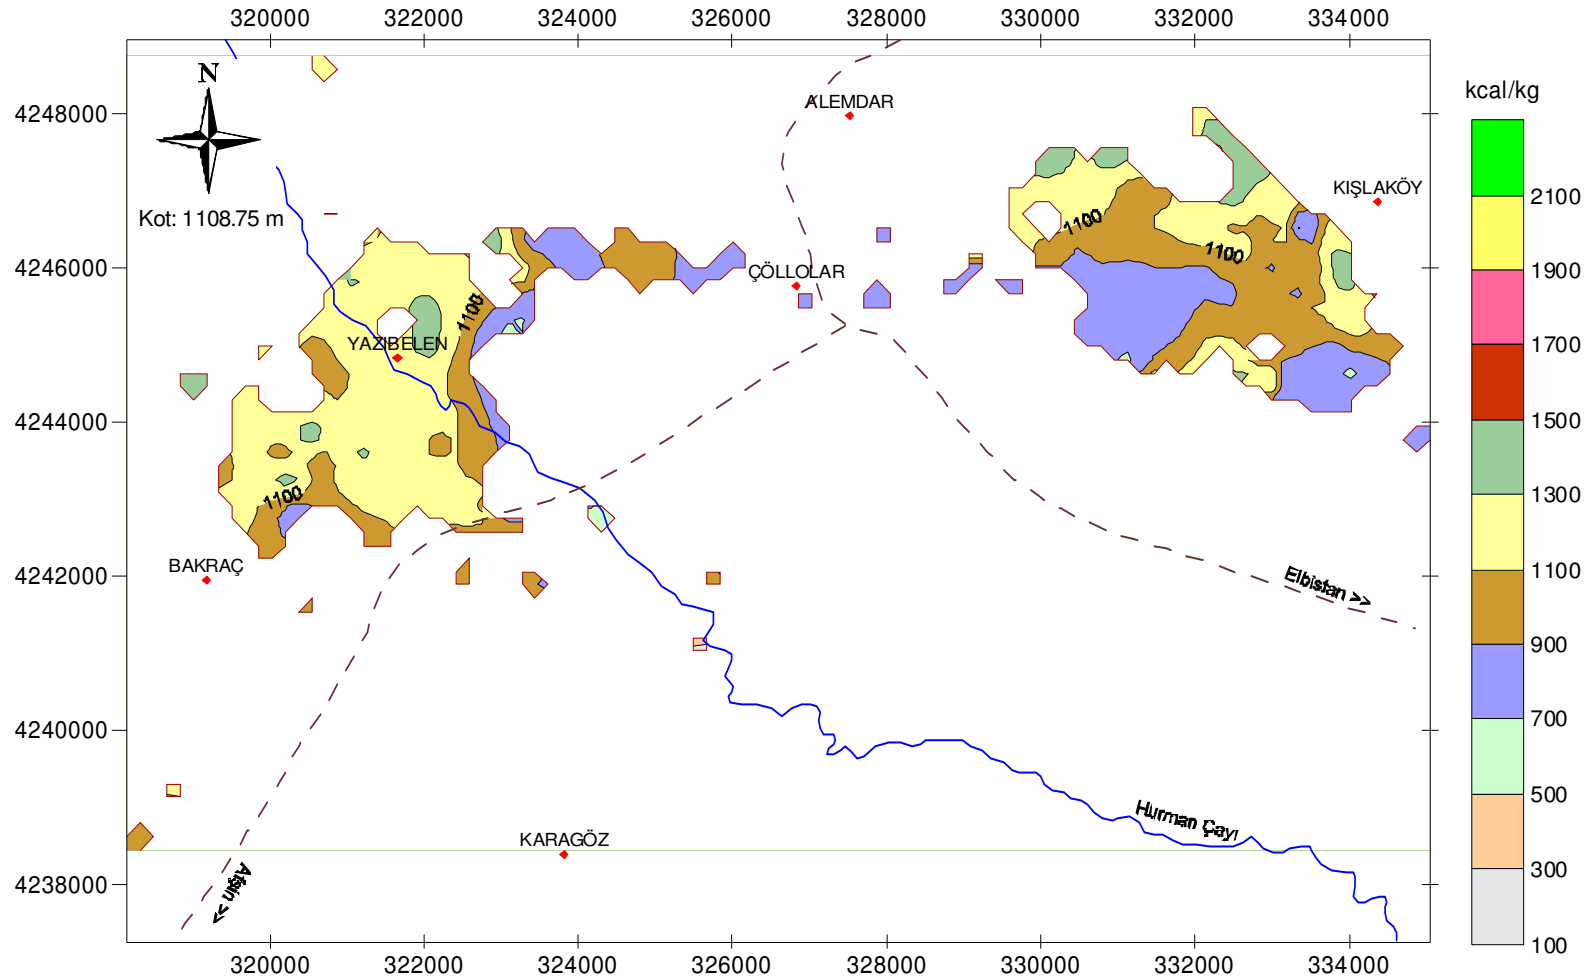 320000 322000 324000 326000 328000 330000 332000 334000
kcal/kg
N
ALEMDAR
4248000
KIŞLAKÖY
2100
Kot: 1108.75 m
1100
1100
1900
4246000
ÇÖLLOLAR
1100
YAZIBELEN
1700
1500
4244000
1300
1100
BAKRAÇ
4242000
Elbistan >>
1100
900
700
4240000
500
Hurman Çayı
KARAGÖZ
300
4238000
<< Afşin
100
320000 322000 324000 326000 328000 330000 332000 334000